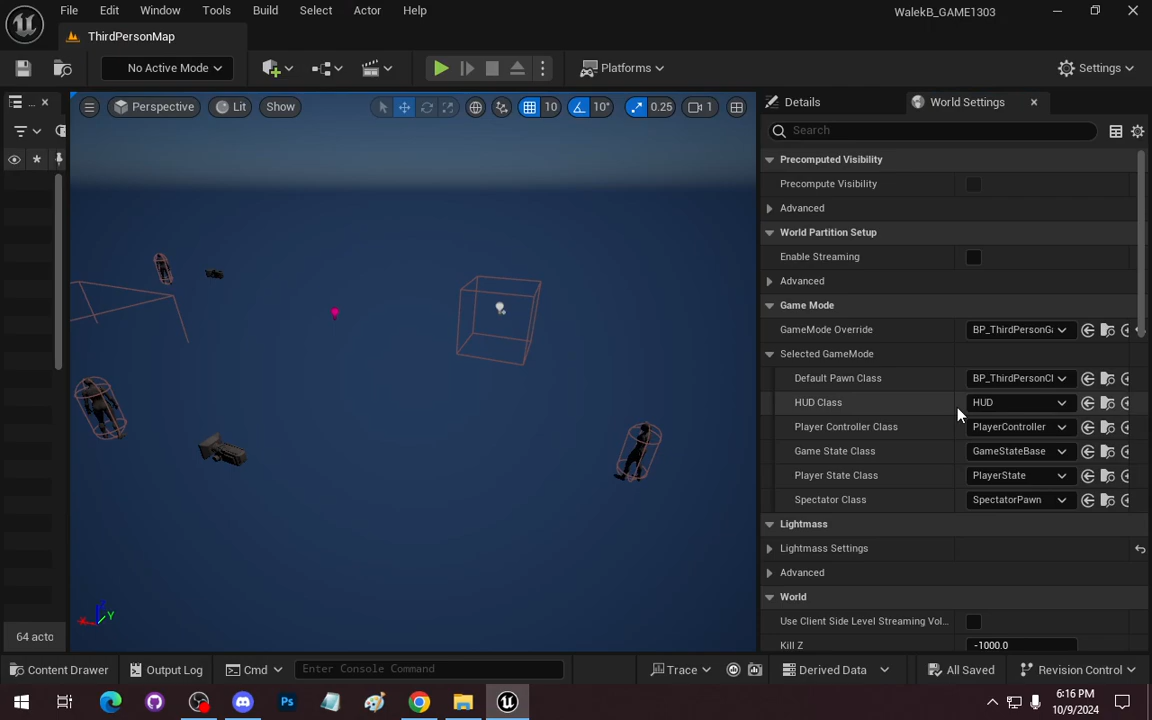 File Edit Window Tools Build Select Actor Help WalekB_GAME1303
ThirdPersonMap
No Active Mode Platforms Settings
... Perspective Lit Show 10 10° 0.25 1 Details World Settings
Search
Precomputed Visibility
Precompute Visibility
Advanced
World Partition Setup
Enable Streaming
Advanced
Game Mode
GameMode Override BP_ThirdPersonGa
Selected GameMode
Default Pawn Class BP_ThirdPersonCl
HUD Class HUD
Player Controller Class PlayerController
Game State Class GameStateBase
Player State Class PlayerState
Spectator Class SpectatorPawn
Lightmass
Lightmass Settings
Advanced
World
Use Client Side Level Streaming Vol...
Kill Z -1000.0
X Y Z
64 acto
Content Drawer Output Log Cmd Enter Console Command Trace Derived Data All Saved Revision Control
Ps
6:16 PM
10/9/2024